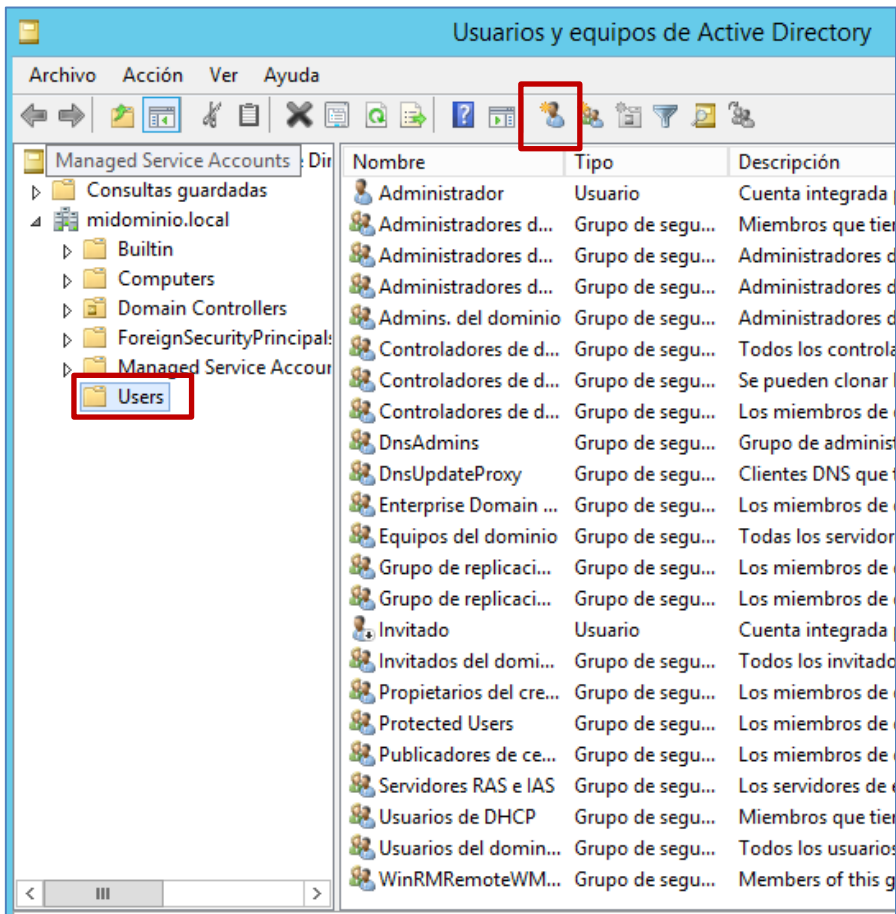 Usuarios y equipos de Active Directory
Archivo Acción Ver Ayuda
Managed Service Accounts Dir
Consultas guardadas
midominio.local
Builtin
Computers
Domain Controllers
ForeignSecurityPrincipals
Managed Service Accour
Users
Nombre Tipo Descripción
Administrador Usuario Cuenta integrada
Administradores d... Grupo de segu... Miembros que tier
Administradores d... Grupo de segu... Administradores d
Administradores d... Grupo de segu... Administradores d
Admins. del dominio Grupo de segu... Administradores d
Controladores de d... Grupo de segu... Todos los controla
Controladores de d... Grupo de segu... Se pueden clonar
Controladores de d... Grupo de segu... Los miembros de
DnsAdmins Grupo de segu... Grupo de administ
DnsUpdateProxy Grupo de segu... Clientes DNS que
Enterprise Domain ... Grupo de segu... Los miembros de
Equipos del dominio Grupo de segu... Todas los servidor
Grupo de replicaci... Grupo de segu... Los miembros de
Grupo de replicaci... Grupo de segu... Los miembros de
Invitado Usuario Cuenta integrada
Invitados del domi... Grupo de segu... Todos los invitado
Propietarios del cre... Grupo de segu... Los miembros de
Protected Users Grupo de segu... Los miembros de
Publicadores de ce... Grupo de segu... Los miembros de
Servidores RAS e IAS Grupo de segu... Los servidores de
Usuarios de DHCP Grupo de segu... Miembros que tier
Usuarios del domin... Grupo de segu... Todos los usuarios
WinRMRemoteWM... Grupo de segu... Members of this g